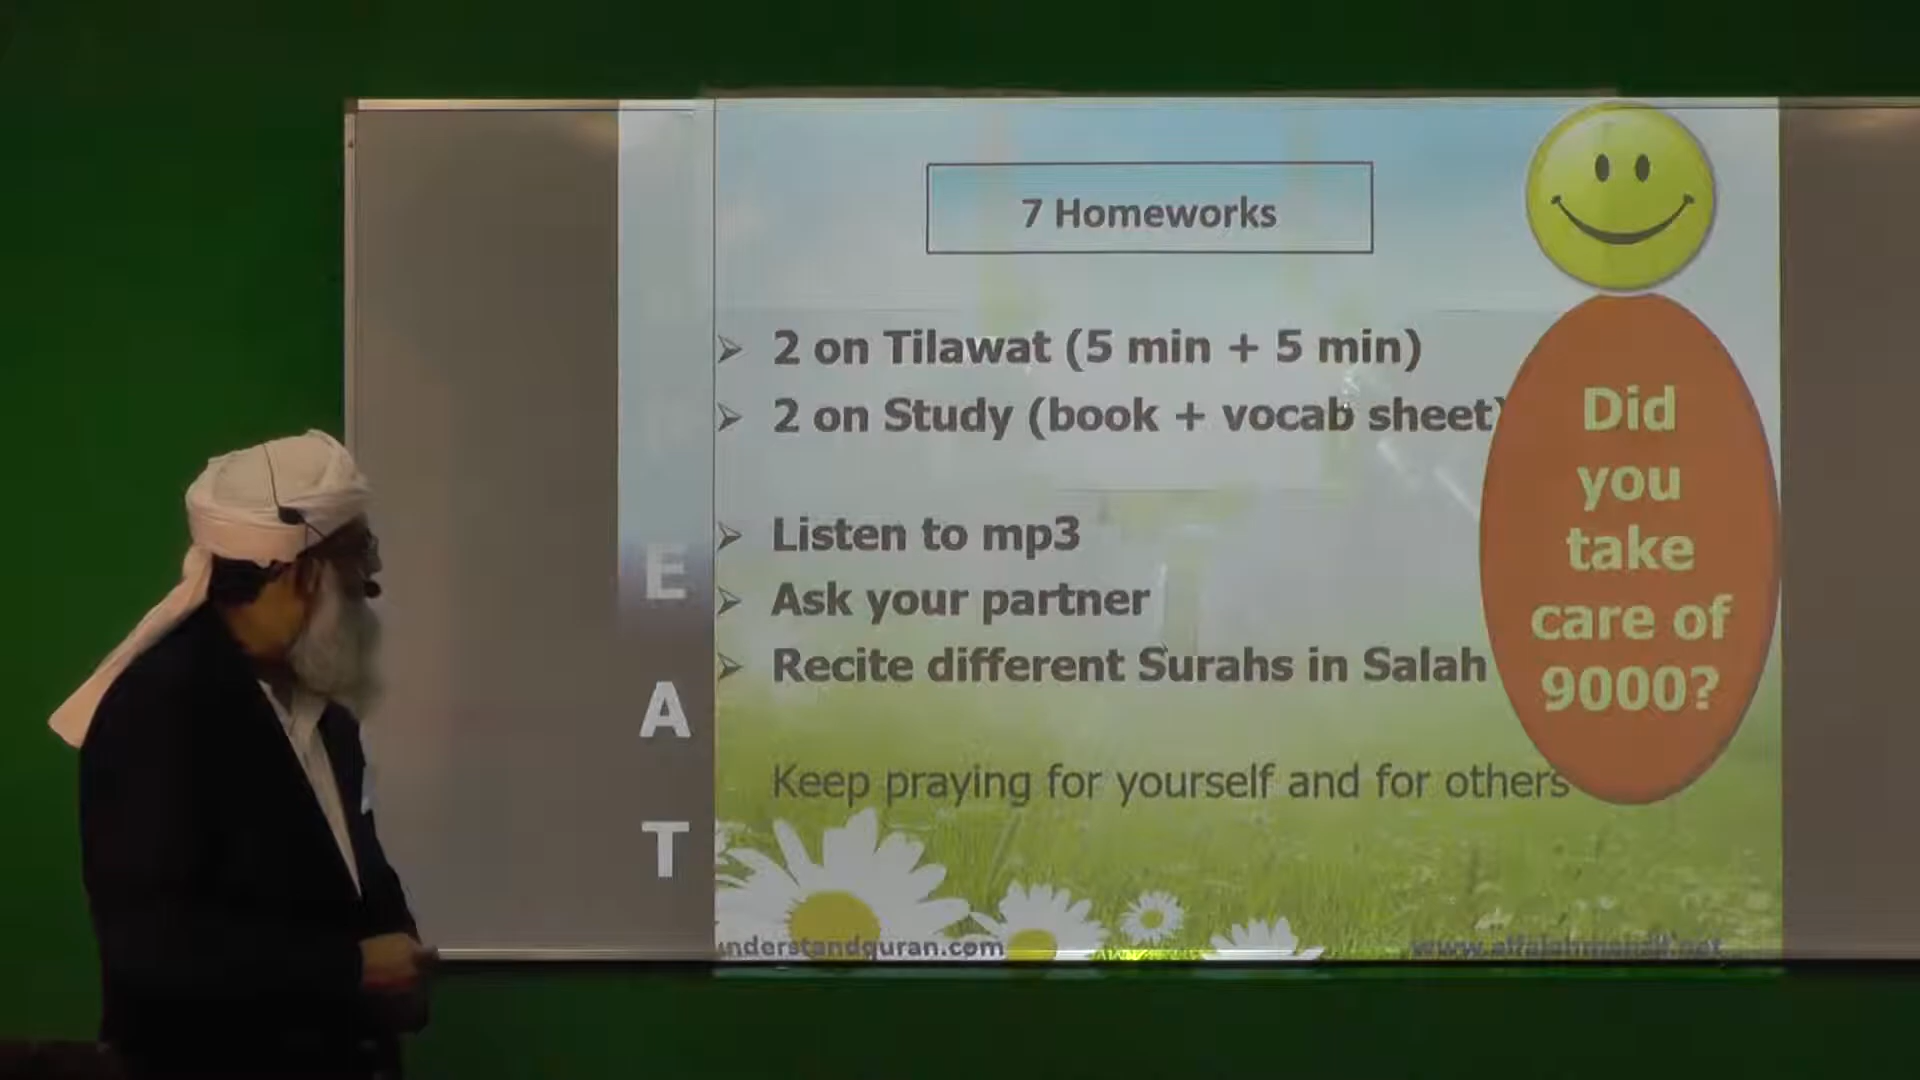 7 Homeworks
➢ 2 on Tilawat (5 min + 5 min)
➢ 2 on Study (book + vocab sheet)
➢ Listen to mp3
➢ Ask your partner
➢ Recite different Surahs in Salah
Keep praying for yourself and for others
Did
you
take
care of
9000?
E
A
T
understandquran.com